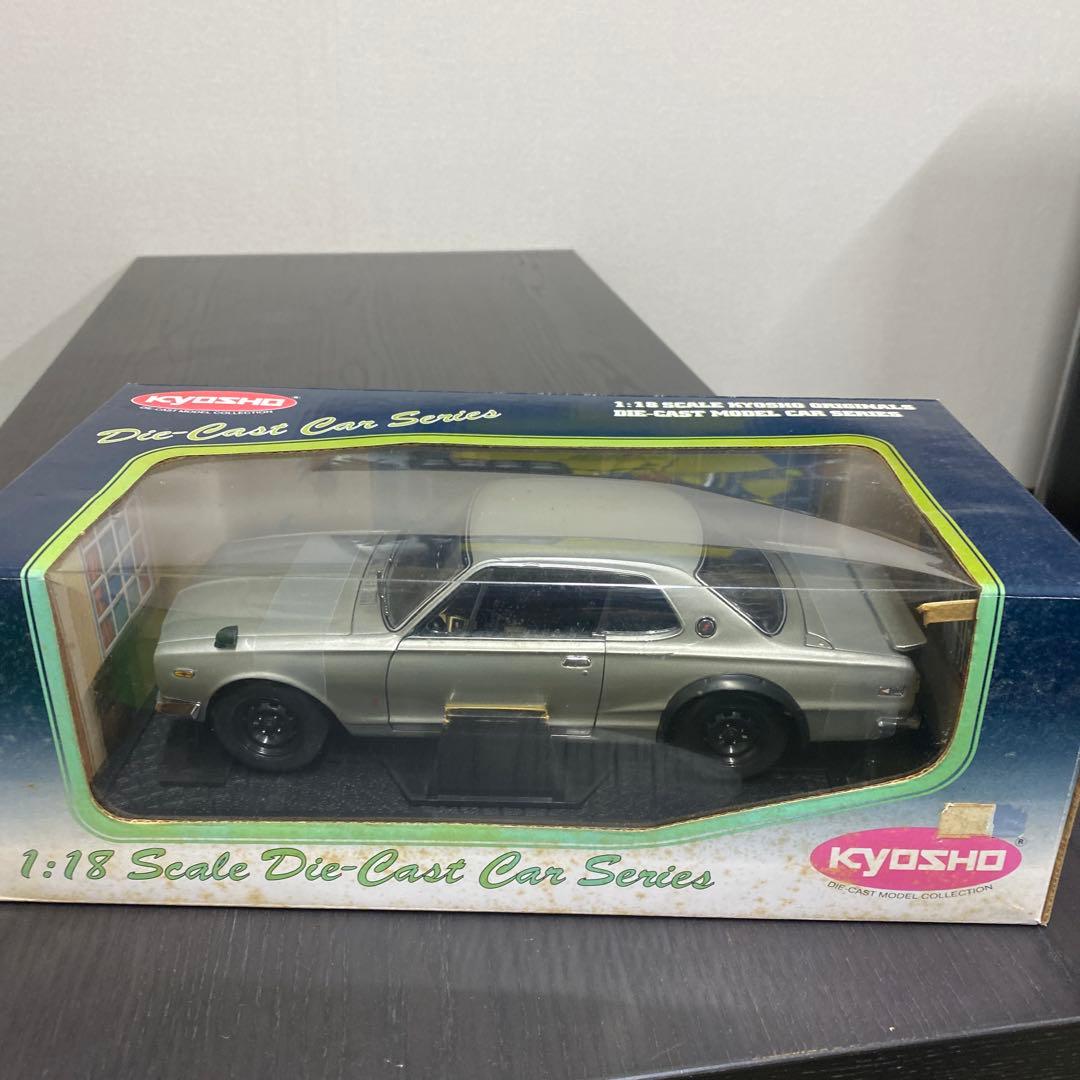 KYOSHO
DIE-CAST MODEL COLLECTION
Die-Cast Car Series
1:18 SCALE KYOSHO ORIGINALS
DIE-CAST MODEL CAR SERIES
1:18 Scale Die-Cast Car Series
KYOSHO ®
DIE-CAST MODEL COLLECTION